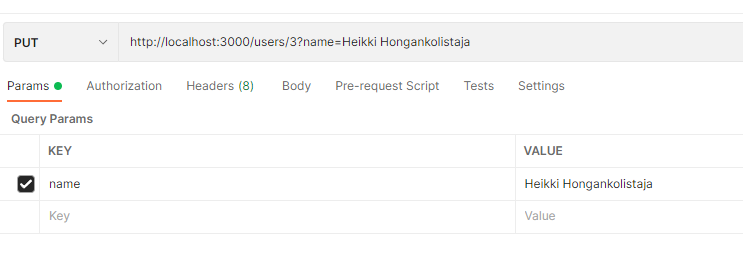 PUT http://localhost:3000/users/3?name=Heikki Hongankolistaja
Params Authorization Headers (8) Body Pre-request Script Tests Settings
Query Params
KEY VALUE
name Heikki Hongankolistaja
Key Value